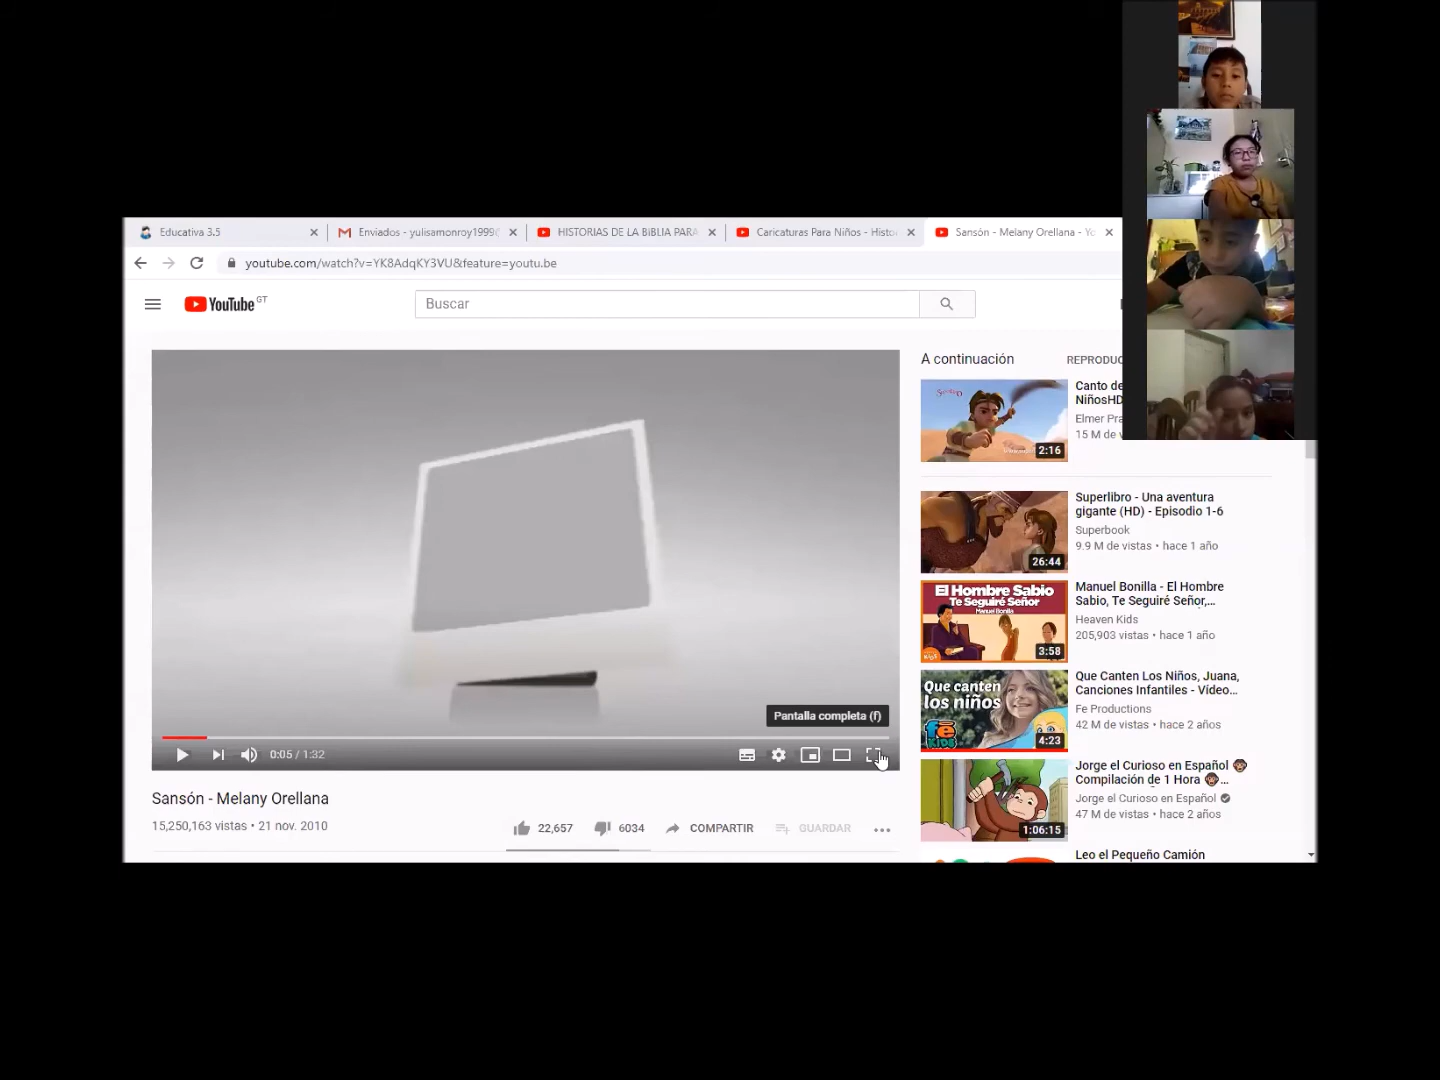 Educativa 3.5
Enviados - yulisamonroy1999@
HISTORIAS DE LA BiBLIA PARA
Caricaturas Para Niños - Histo
Sansón - Melany Orellana - Yo
youtube.com/watch?v=YK8AdqKY3VU&feature=youtu.be
YouTube GT
Buscar
A continuación
REPRODUC
Canto de
NiñosHD
Elmer Pra
15 M de v
2:16
Superlibro - Una aventura
gigante (HD) - Episodio 1-6
Superbook
9.9 M de vistas • hace 1 año
26:44
El Hombre Sabio
Te Seguiré Señor
Manuel Bonilla
3:58
Manuel Bonilla - El Hombre
Sabio, Te Seguiré Señor,...
Heaven Kids
205,903 vistas • hace 1 año
Que canten
los niños
fe
KIDS
4:23
Que Canten Los Niños, Juana,
Canciones Infantiles - Vídeo...
Fe Productions
42 M de vistas • hace 2 años
1:06:15
Jorge el Curioso en Español
Compilación de 1 Hora ...
Jorge el Curioso en Español
47 M de vistas • hace 2 años
Leo el Pequeño Camión
Pantalla completa (f)
0:05 / 1:32
Sansón - Melany Orellana
15,250,163 vistas • 21 nov. 2010
22,657
6034
COMPARTIR
GUARDAR